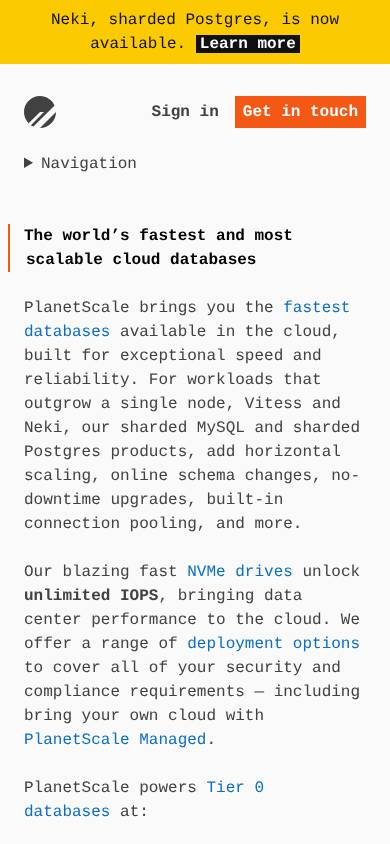 Neki, sharded Postgres, is now
available. Learn more
Sign in
Get in touch
Navigation
The world’s fastest and most
scalable cloud databases
PlanetScale brings you the fastest
databases available in the cloud,
built for exceptional speed and
reliability. For workloads that
outgrow a single node, Vitess and
Neki, our sharded MySQL and sharded
Postgres products, add horizontal
scaling, online schema changes, no-
downtime upgrades, built-in
connection pooling, and more.
Our blazing fast NVMe drives unlock
unlimited IOPS, bringing data
center performance to the cloud. We
offer a range of deployment options
to cover all of your security and
compliance requirements — including
bring your own cloud with
PlanetScale Managed.
PlanetScale powers Tier 0
databases at: